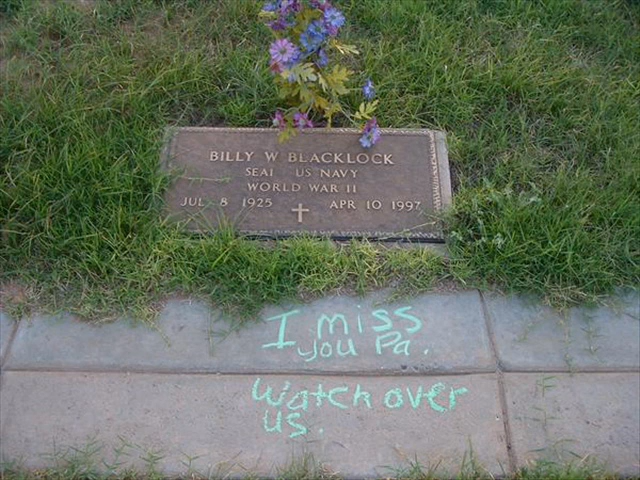 BILLY W BLACKLOCK
SEA1 US NAVY
WORLD WAR II
JUL 8 1925 APR 10 1997
I miss
you Pa.
Watch over
us.